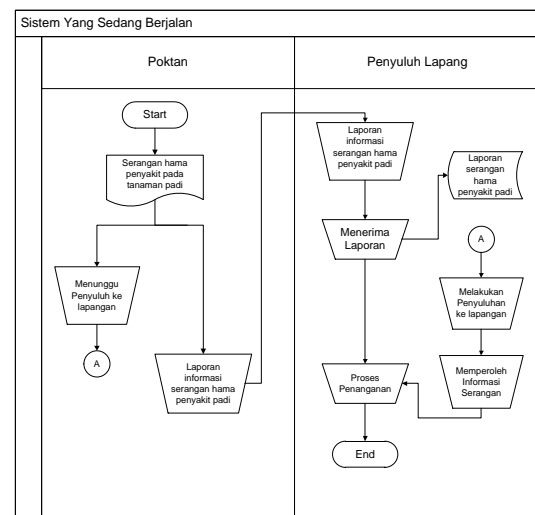 Sistem Yang Sedang Berjalan
Poktan
Penyuluh Lapang
Start
Serangan hama
penyakit pada
tanaman padi
Menunggu
Penyuluh ke
lapangan
A
Laporan
informasi
serangan hama
penyakit padi
Laporan
informasi
serangan hama
penyakit padi
Laporan
serangan
hama
penyakit padi
Menerima
Laporan
A
Melakukan
Penyuluhan
ke lapangan
Memperoleh
Informasi
Serangan
Proses
Penanganan
End